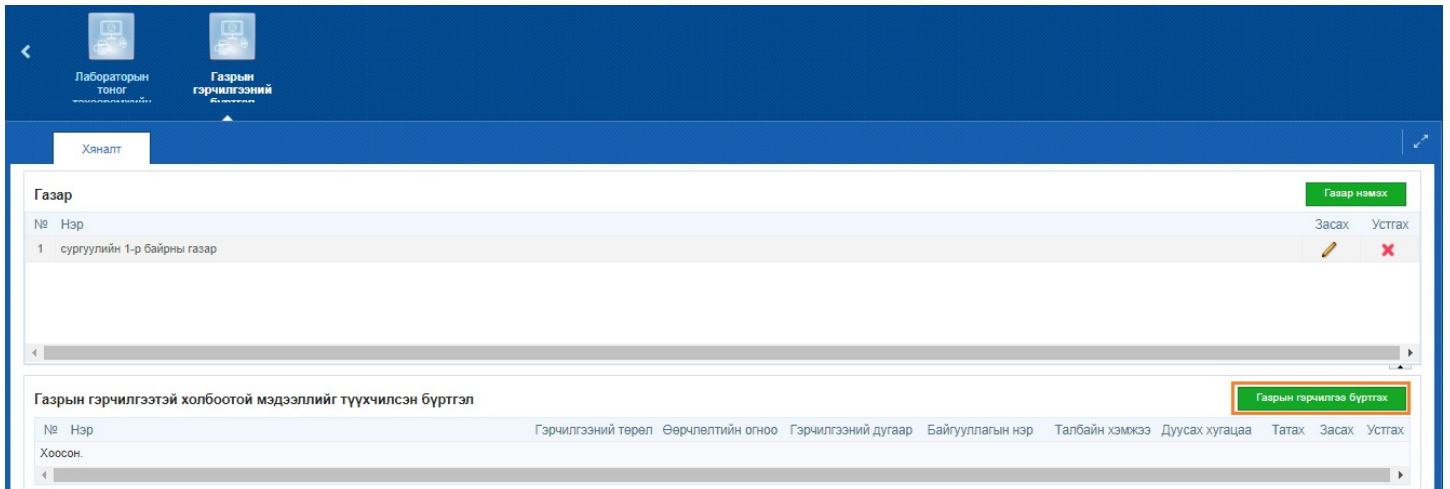 Лабораторын
тоног
Газрын
гэрчилгээний
Хяналт
Газар
Газар нэмэх
№ Нэр Засах Устгах
1 сургуулийн 1-р байрны газар
Газрын гэрчилгээтэй холбоотой мэдээллийг түүхчилсэн бүртгэл
Газрын гэрчилгээ бүртгэх
№ Нэр Гэрчилгээний төрөл Өөрчлөлтийн огноо Гэрчилгээний дугаар Байгууллагын нэр Талбайн хэмжээ Дуусах хугацаа Татах Засах Устгах
Хоосон.